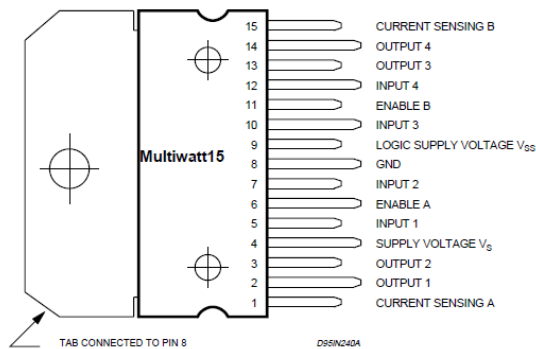 15 CURRENT SENSING B
14 OUTPUT 4
13 OUTPUT 3
12 INPUT 4
11 ENABLE B
10 INPUT 3
9 LOGIC SUPPLY VOLTAGE VSS
8 GND
Multiwatt15
7 INPUT 2
6 ENABLE A
5 INPUT 1
4 SUPPLY VOLTAGE VS
3 OUTPUT 2
2 OUTPUT 1
1 CURRENT SENSING A
TAB CONNECTED TO PIN 8
D95IN240A